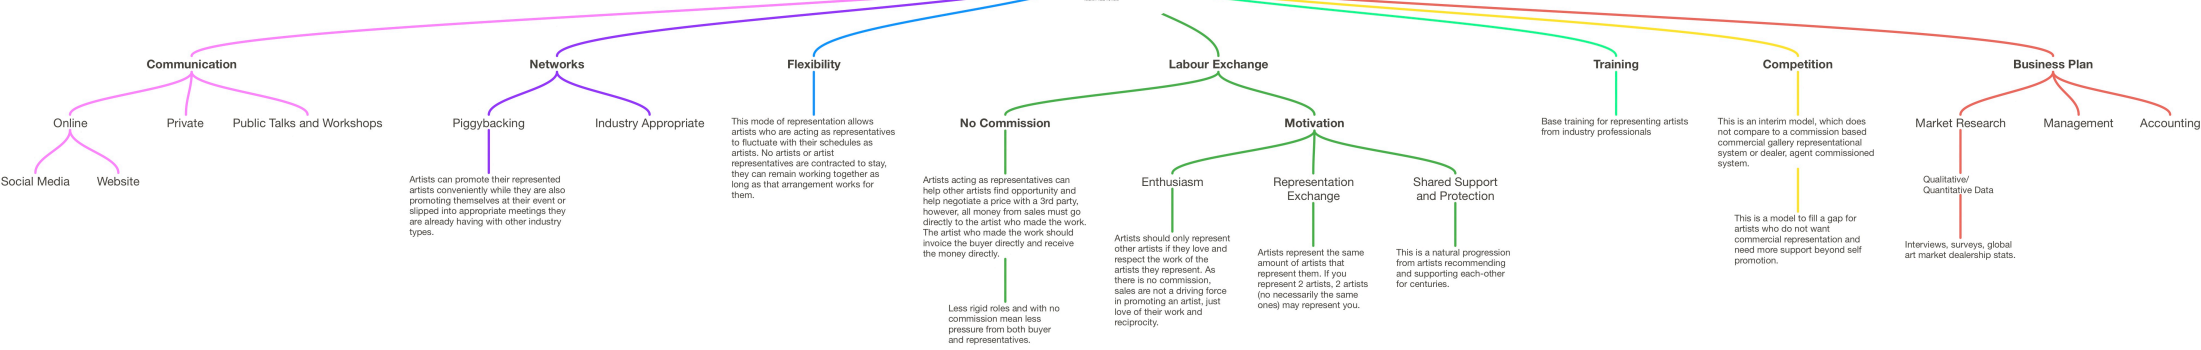 Communication
Networks
Flexibility
Labour Exchange
Training
Competition
Business Plan
Online
Private
Public Talks and Workshops
Social Media
Website
Piggybacking
Industry Appropriate
Artists can promote their represented
artists conveniently while they are also
promoting themselves at their event or
slipped into appropriate meetings they
are already having with other industry
types.
This mode of representation allows
artists who are acting as representatives
to fluctuate with their schedules as
artists. No artists or artist
representatives are contracted to stay,
they can remain working together as
long as that arrangement works for
them.
No Commission
Artists acting as representatives can
help other artists find opportunity and
help negotiate a price with a 3rd party,
however, all money from sales must go
directly to the artist who made the work.
The artist who made the work should
invoice the buyer directly and receive
the money directly.
Less rigid roles and with no
commission mean less
pressure from both buyer
and representatives.
Motivation
Enthusiasm
Artists should only represent
other artists if they love and
respect the work of the
artists they represent. As
there is no commission,
sales are not a driving force
in promoting an artist, just
love of their work and
reciprocity.
Representation
Exchange
Artists represent the same
amount of artists that
represent them. If you
represent 2 artists, 2 artists
(no necessarily the same
ones) may represent you.
Shared Support
and Protection
This is a natural progression
from artists recommending
and supporting each-other
for centuries.
Base training for representing artists
from industry professionals
This is an interim model, which does
not compare to a commission based
commercial gallery representational
system or dealer, agent commissioned
system.
This is a model to fill a gap for
artists who do not want
commercial representation and
need more support beyond self
promotion.
Market Research
Management
Accounting
Qualitative/
Quantitative Data
Interviews, surveys, global
art market dealership stats.